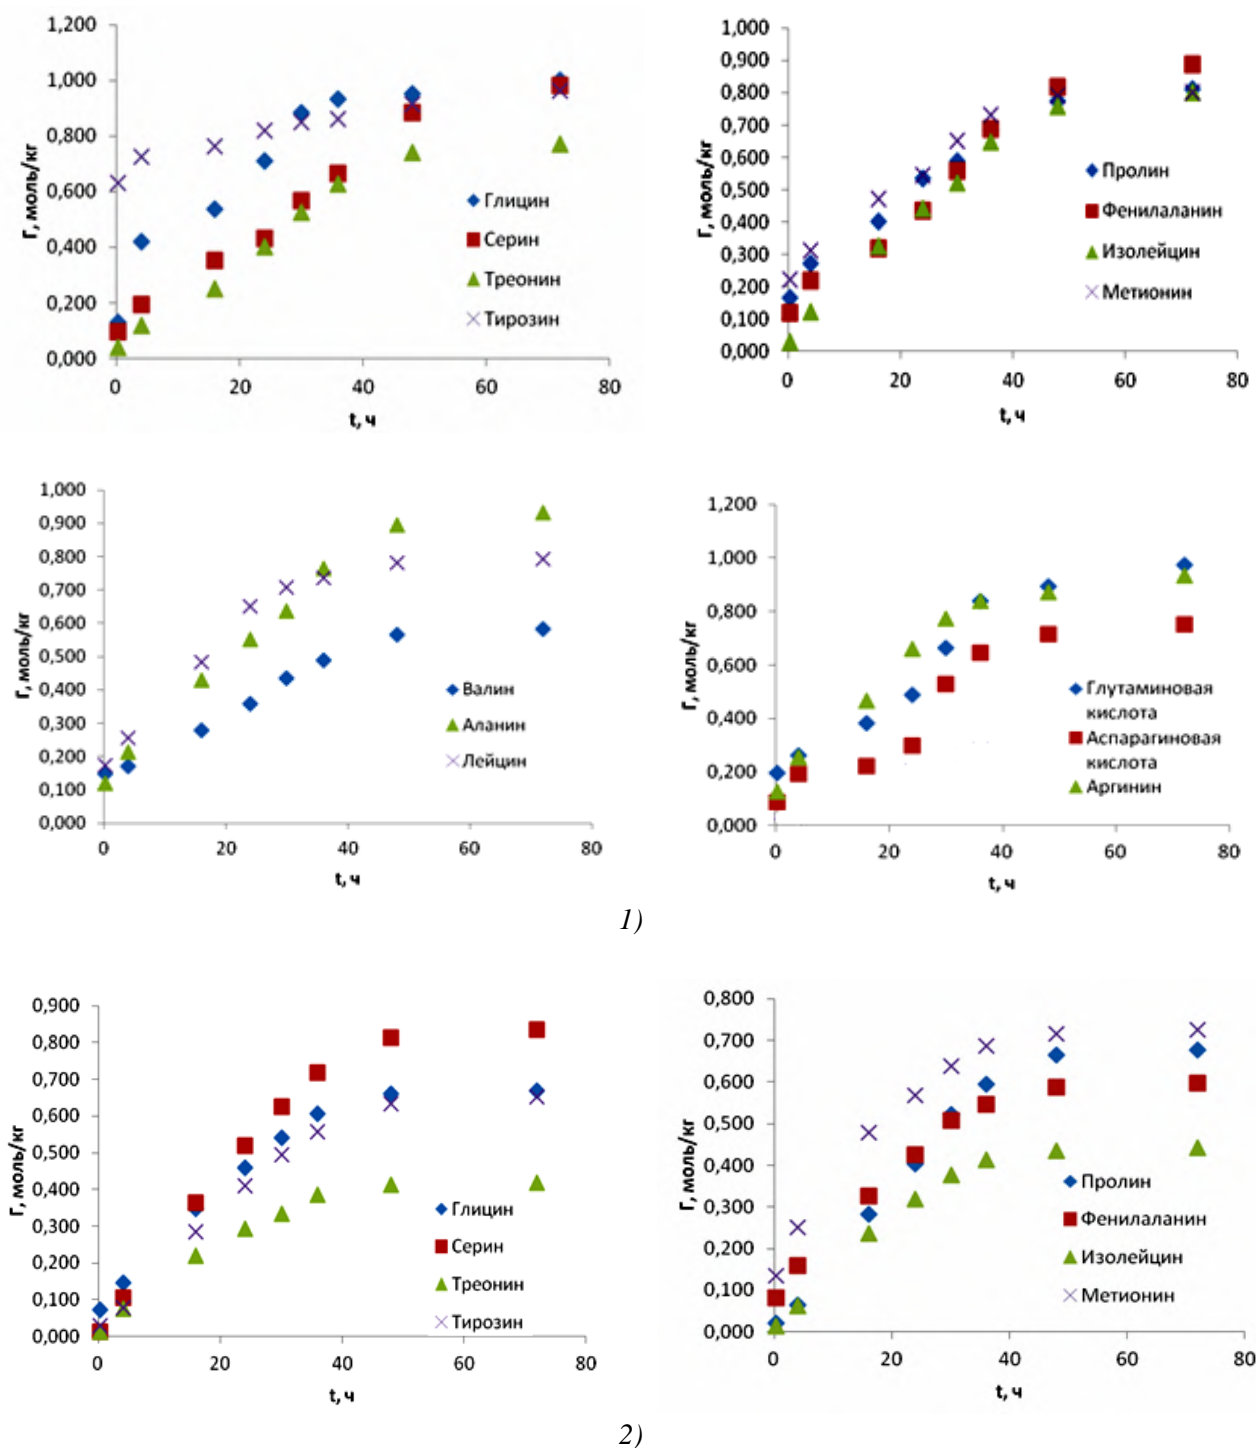 1,200
1,000
0,800
0,600
0,400
0,200
0,000
Г, моль/кг
0 20 40 60 80
t, ч
Глицин
Серин
Треонин
Тирозин
1,000
0,900
0,800
0,700
0,600
0,500
0,400
0,300
0,200
0,100
0,000
Г, моль/кг
0 20 40 60 80
t, ч
Пролин
Фенилаланин
Изолейцин
Метионин
1,000
0,900
0,800
0,700
0,600
0,500
0,400
0,300
0,200
0,100
0,000
Г, моль/кг
0 20 40 60 80
t, ч
Валин
Аланин
Лейцин
1,200
1,000
0,800
0,600
0,400
0,200
0,000
Г, моль/кг
0 20 40 60 80
t, ч
Глутаминовая
кислота
Аспарагиновая
кислота
Аргинин
1)
0,900
0,800
0,700
0,600
0,500
0,400
0,300
0,200
0,100
0,000
Г, моль/кг
0 20 40 60 80
t, ч
Глицин
Серин
Треонин
Тирозин
0,800
0,700
0,600
0,500
0,400
0,300
0,200
0,100
0,000
Г, моль/кг
0 20 40 60 80
t, ч
Пролин
Фенилаланин
Изолейцин
Метионин
2)